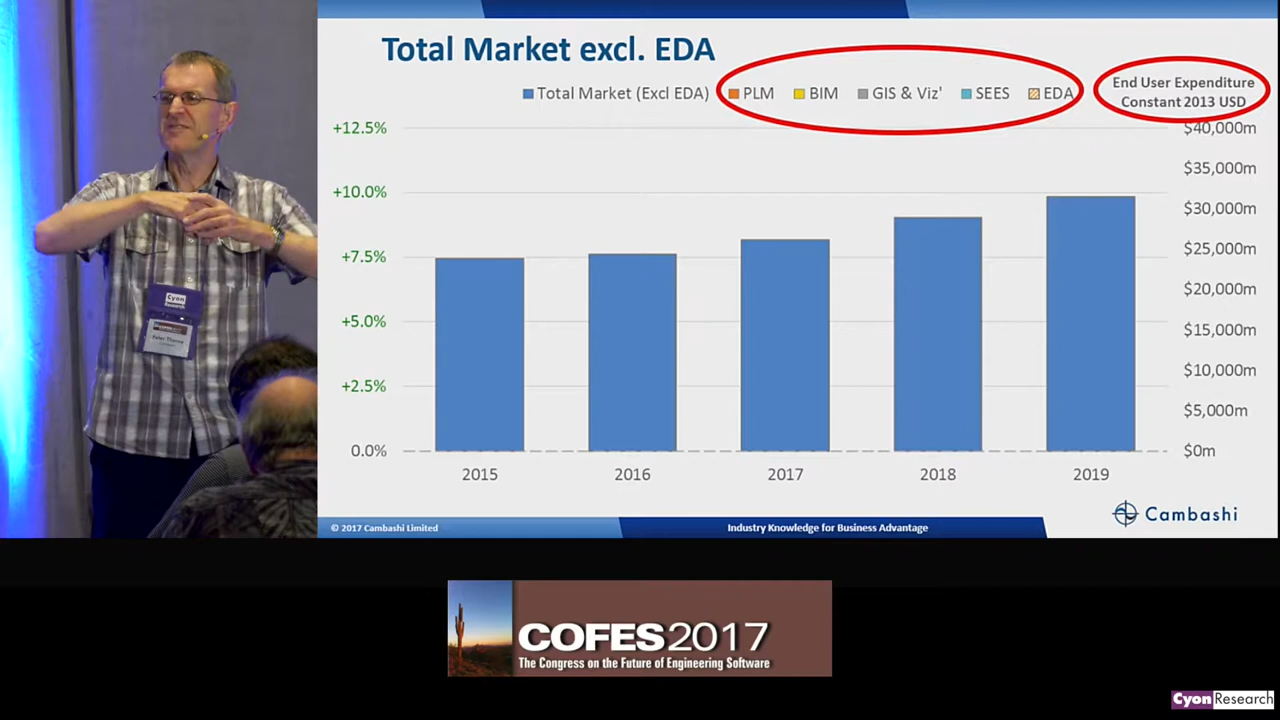 Total Market excl. EDA
Total Market (Excl EDA) PLM BIM GIS & Viz' SEES EDA
End User Expenditure
Constant 2013 USD
+12.5%
+10.0%
+7.5%
+5.0%
+2.5%
0.0%
$40,000m
$35,000m
$30,000m
$25,000m
$20,000m
$15,000m
$10,000m
$5,000m
$0m
2015 2016 2017 2018 2019
© 2017 Cambashi Limited
Industry Knowledge for Business Advantage
Cambashi
Cyon
Research
COFES2017
The Congress on the Future of Engineering Software
CyonResearch